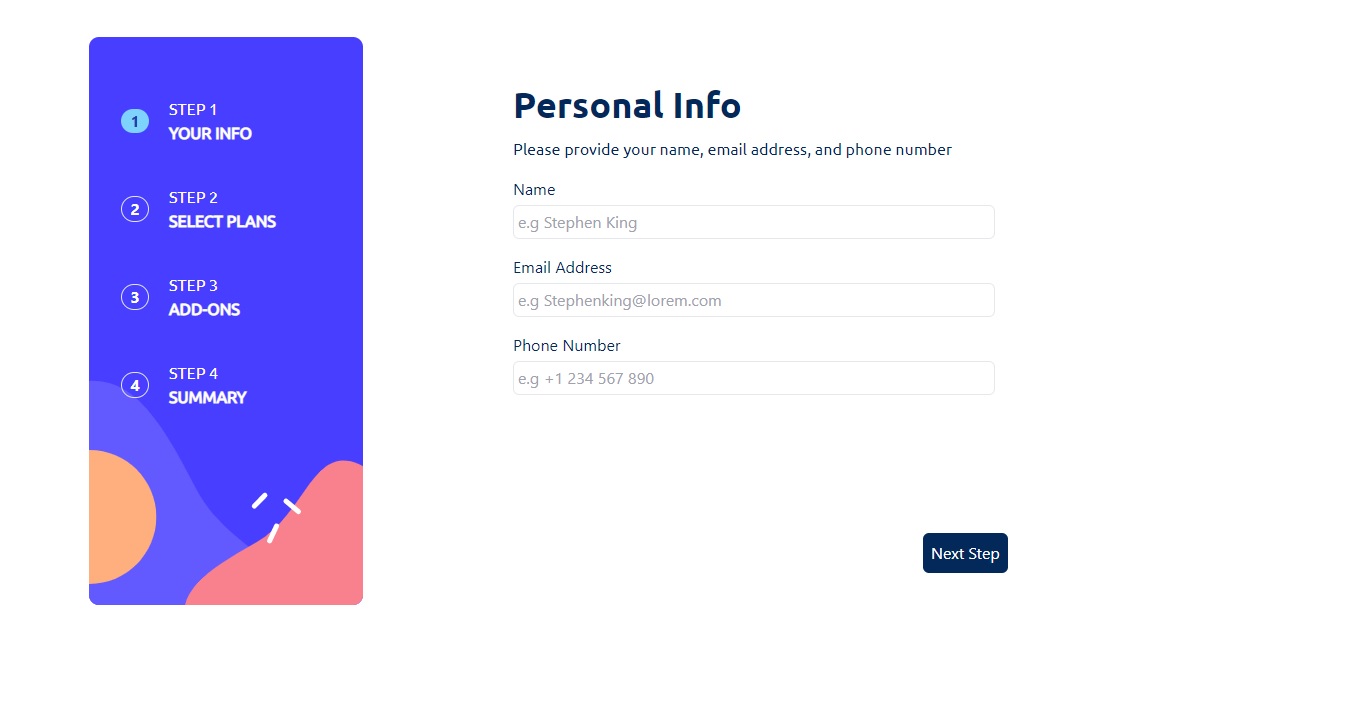 1
STEP 1
YOUR INFO
2
STEP 2
SELECT PLANS
3
STEP 3
ADD-ONS
4
STEP 4
SUMMARY
Personal Info
Please provide your name, email address, and phone number
Name
e.g Stephen King
Email Address
e.g Stephenking@lorem.com
Phone Number
e.g +1 234 567 890
Next Step